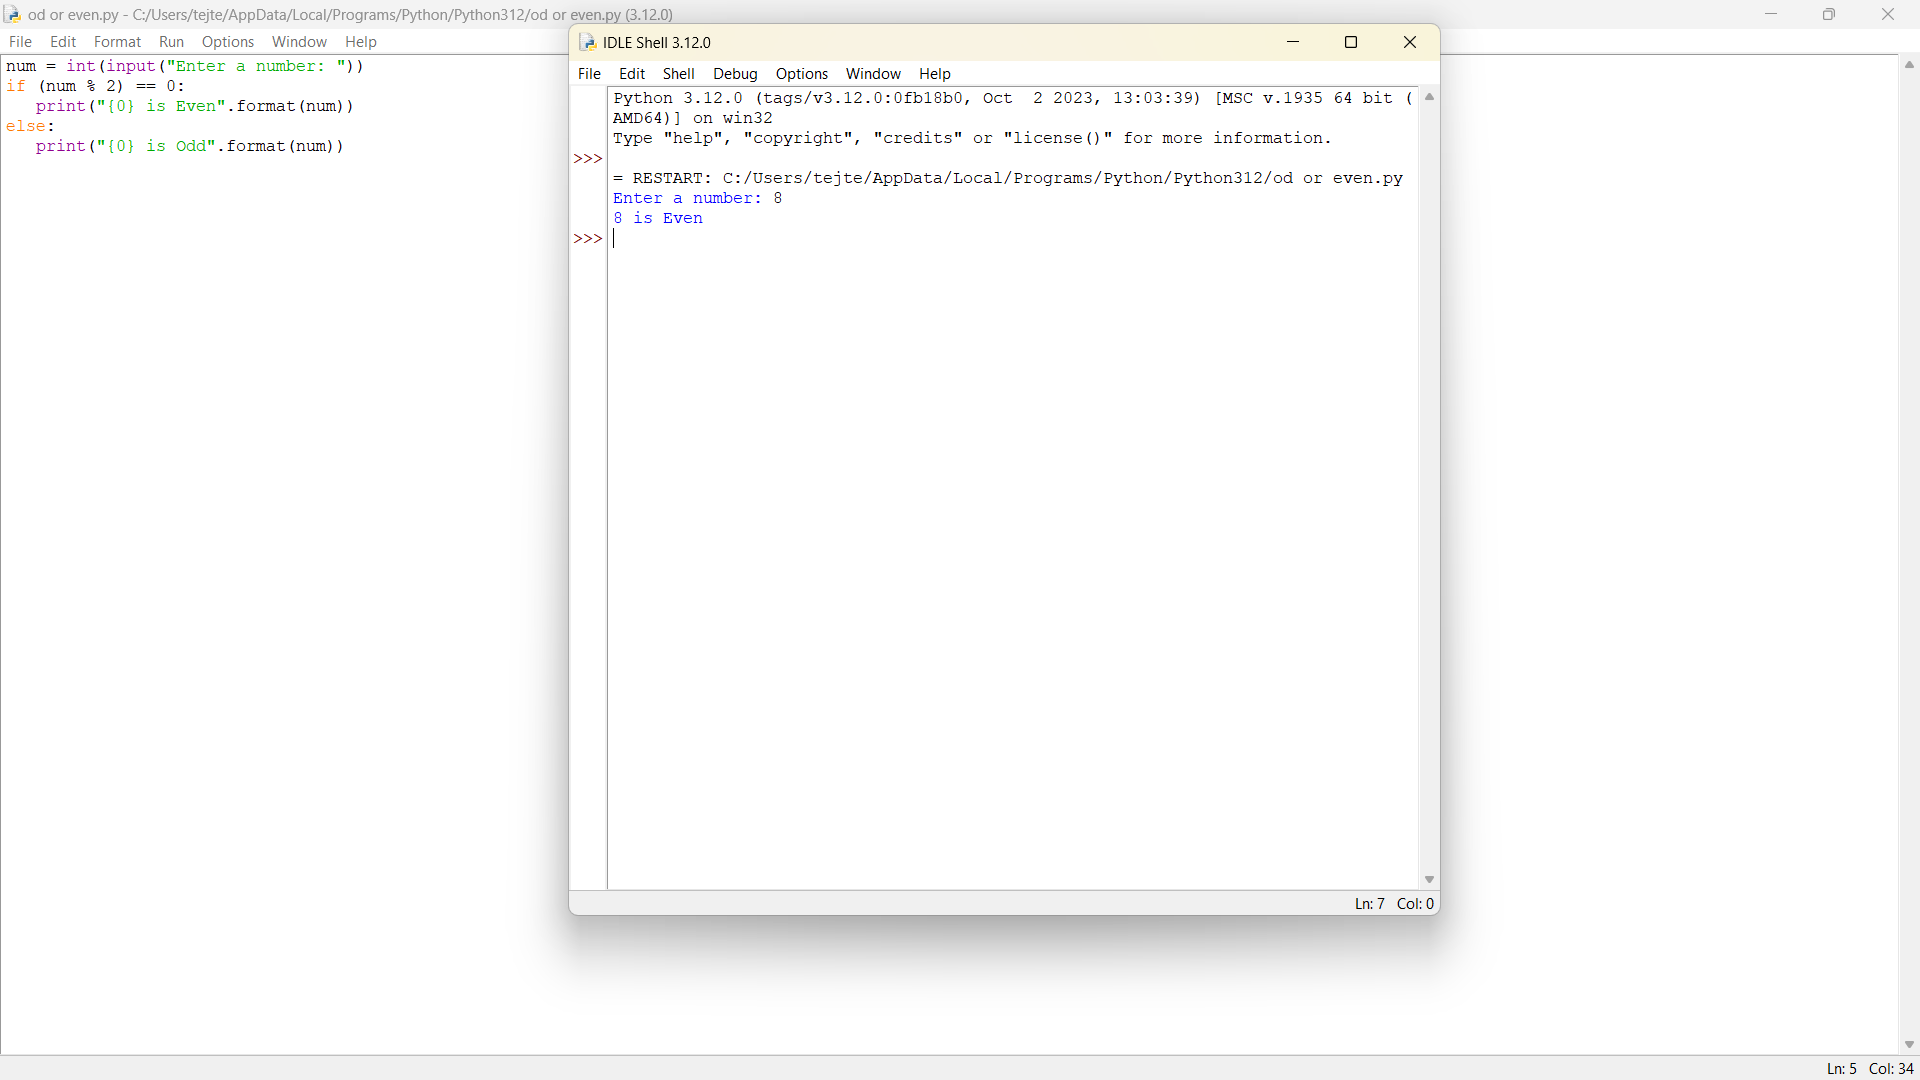 od or even.py - C:/Users/tejte/AppData/Local/Programs/Python/Python312/od or even.py (3.12.0)
File Edit Format Run Options Window Help
num = int(input("Enter a number: "))
if (num % 2) == 0:
   print("{0} is Even".format(num))
else:
   print("{0} is Odd".format(num))
IDLE Shell 3.12.0
File Edit Shell Debug Options Window Help
Python 3.12.0 (tags/v3.12.0:0fb18b0, Oct  2 2023, 13:03:39) [MSC v.1935 64 bit (
AMD64)] on win32
Type "help", "copyright", "credits" or "license()" for more information.
>>>
= RESTART: C:/Users/tejte/AppData/Local/Programs/Python/Python312/od or even.py
Enter a number: 8
8 is Even
>>>
Ln: 7 Col: 0
Ln: 5 Col: 34